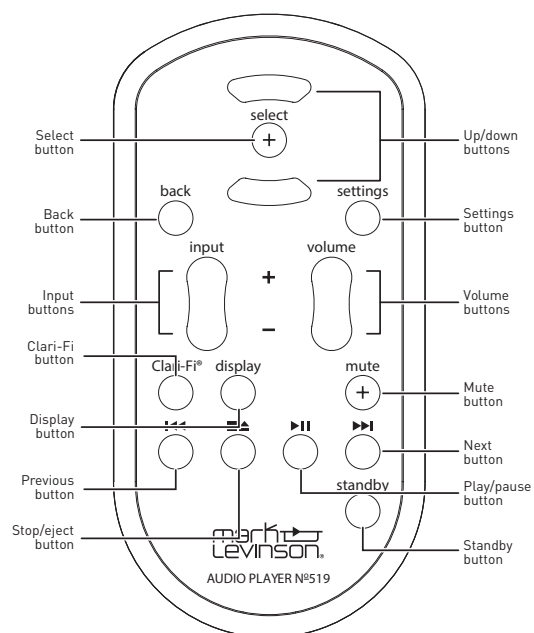 select
Select
button
Up/down
buttons
back
settings
Back
button
Settings
button
input
volume
+
Input
buttons
Volume
buttons
–
Clari-Fi
button
Clari-Fi®
display
mute
+
Mute
button
Display
button
Next
button
Previous
button
standby
Play/pause
button
Stop/eject
button
mark
Levinson®
Standby
button
AUDIO PLAYER Nº519